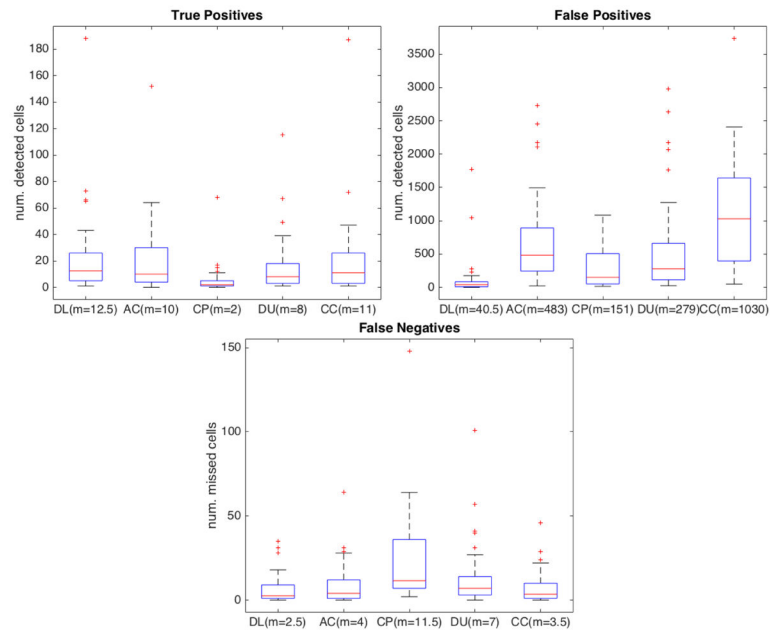 True Positives
180
160
140
120
100
80
60
40
20
0
num. detected cells
DL(m=12.5) AC(m=10) CP(m=2) DU(m=8) CC(m=11)
False Positives
3500
3000
2500
2000
1500
1000
500
0
num. detected cells
DL(m=40.5) AC(m=483) CP(m=151) DU(m=279) CC(m=1030)
False Negatives
150
100
50
0
num. missed cells
DL(m=2.5) AC(m=4) CP(m=11.5) DU(m=7) CC(m=3.5)